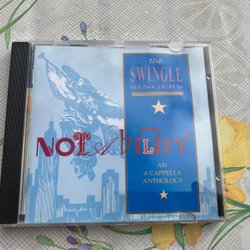 the
SWINGLE
SINGERS
NOTABILITY
AN
A CAPPELLA
ANTHOLOGY